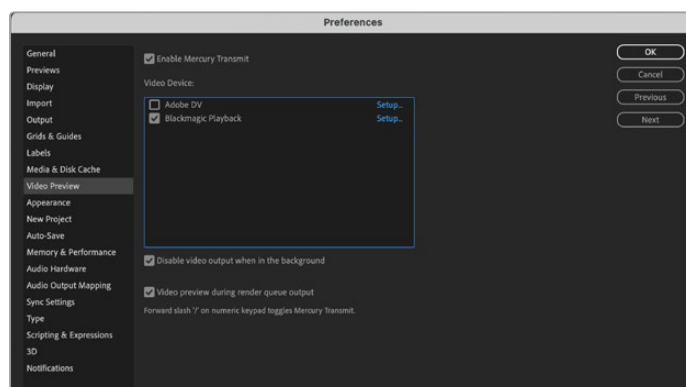 Preferences
General
Previews
Display
Import
Output
Grids & Guides
Labels
Media & Disk Cache
Video Preview
Appearance
New Project
Auto-Save
Memory & Performance
Audio Hardware
Audio Output Mapping
Sync Settings
Type
Scripting & Expressions
3D
Notifications
Enable Mercury Transmit
Video Device:
Adobe DV Setup...
Blackmagic Playback Setup...
Disable video output when in the background
Video preview during render queue output
Forward slash '/' on numeric keypad toggles Mercury Transmit.
OK
Cancel
Previous
Next